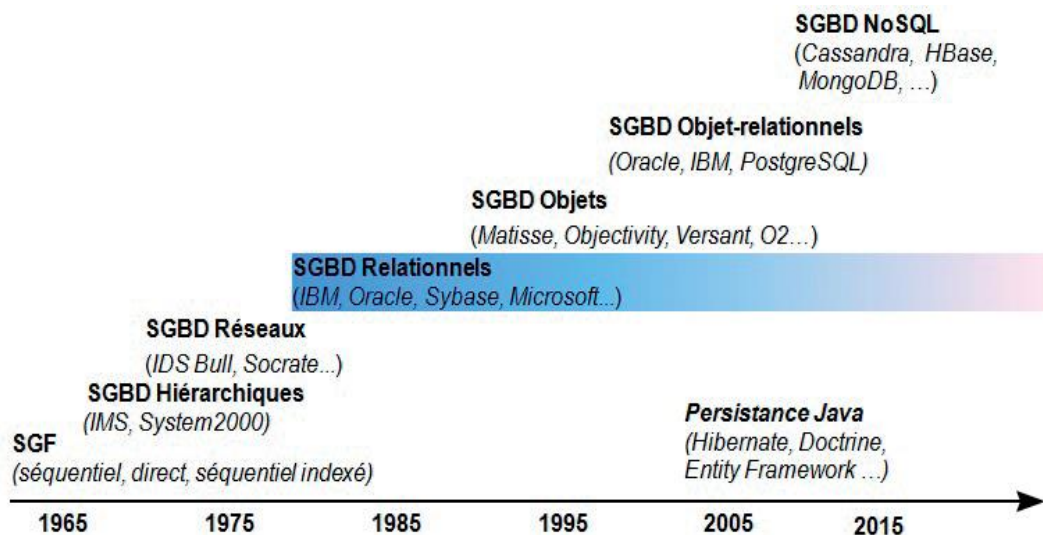 SGBD NoSQL
(Cassandra, HBase,
MongoDB, …)
SGBD Objet-relationnels
(Oracle, IBM, PostgreSQL)
SGBD Objets
(Matisse, Objectivity, Versant, O2…)
SGBD Relationnels
(IBM, Oracle, Sybase, Microsoft...)
SGBD Réseaux
(IDS Bull, Socrate...)
SGBD Hiérarchiques
(IMS, System2000)
SGF
(séquentiel, direct, séquentiel indexé)
Persistance Java
(Hibernate, Doctrine,
Entity Framework …)
1965 1975 1985 1995 2005 2015